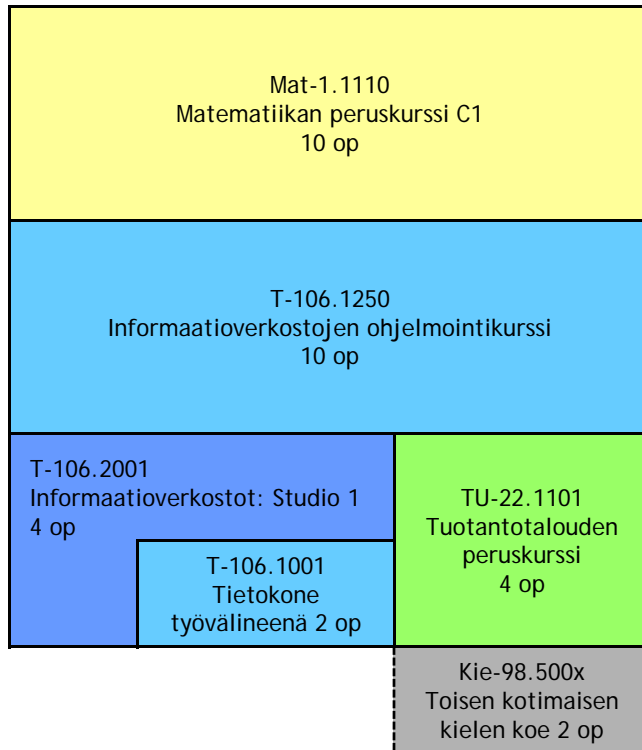 Mat-1.1110
Matematiikan peruskurssi C1
10 op
T-106.1250
Informaatioverkostojen ohjelmointikurssi
10 op
T-106.2001
Informaatioverkostot: Studio 1
4 op
T-106.1001
Tietokone
työvälineenä 2 op
TU-22.1101
Tuotantotalouden
peruskurssi
4 op
Kie-98.500x
Toisen kotimaisen
kielen koe 2 op